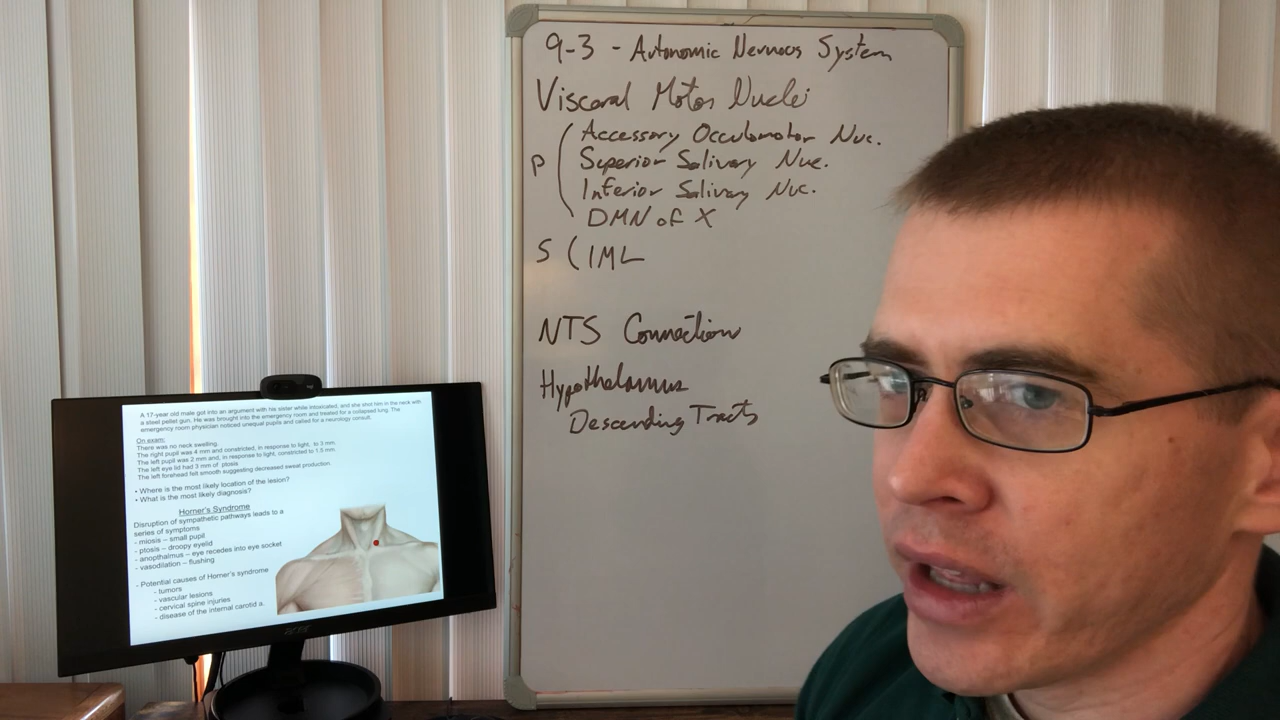 9-3 - Autonomic Nervous System
Visceral Motor Nuclei
Accessory Occulomotor Nuc.
P
Superior Salivary Nuc.
Inferior Salivary Nuc.
DMN of X
S ( IML
NTS Connection
Hypothalamus
Descending Tracts
A 17-year old male got into an argument with his sister while intoxicated, and she shot him in the neck with
a steel pellet gun. He was brought into the emergency room and treated for a collapsed lung. The
emergency room physician noticed unequal pupils and called for a neurology consult.
On exam:
There was no neck swelling.
The right pupil was 4 mm and constricted, in response to light, to 3 mm.
The left pupil was 2 mm and, in response to light, constricted to 1.5 mm.
The left eye lid had 3 mm of ptosis
The left forehead felt smooth suggesting decreased sweat production.
• Where is the most likely location of the lesion?
• What is the most likely diagnosis?
Horner's Syndrome
Disruption of sympathetic pathways leads to a
series of symptoms
- miosis – small pupil
- ptosis – droopy eyelid
- anopthalmus – eye recedes into eye socket
- vasodilation – flushing
- Potential causes of Horner's syndrome
- tumors
- vascular lesions
- cervical spine injuries
- disease of the internal carotid a.
acer